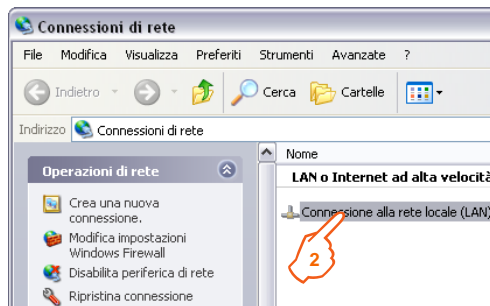 Connessioni di rete
File Modifica Visualizza Preferiti Strumenti Avanzate ?
Indietro Cerca Cartelle
Indirizzo Connessioni di rete
Nome
Operazioni di rete
LAN o Internet ad alta velocità
Crea una nuova
connessione.
Connessione alla rete locale (LAN)
Modifica impostazioni
Windows Firewall
2
Disabilita periferica di rete
Ripristina connessione